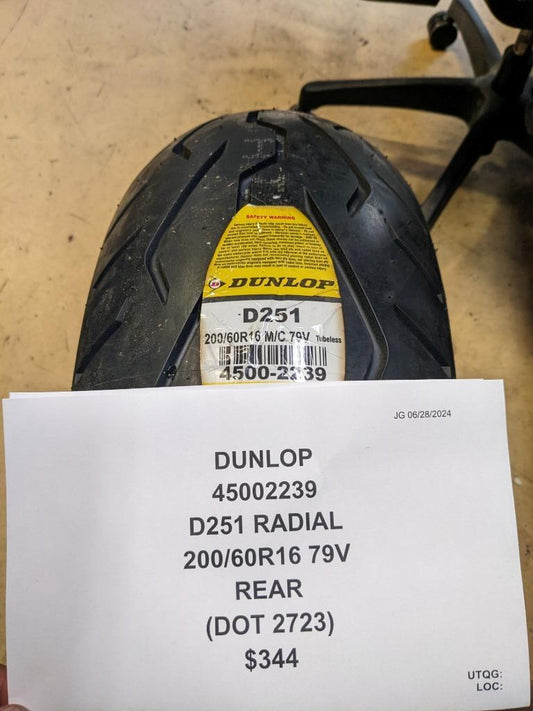 SAFETY WARNING
DUNLOP
D251
200/60R16 M/C 79V Tubeless
4500-2239
JG 06/28/2024
DUNLOP
45002239
D251 RADIAL
200/60R16 79V
REAR
(DOT 2723)
$344
UTQG:
LOC: